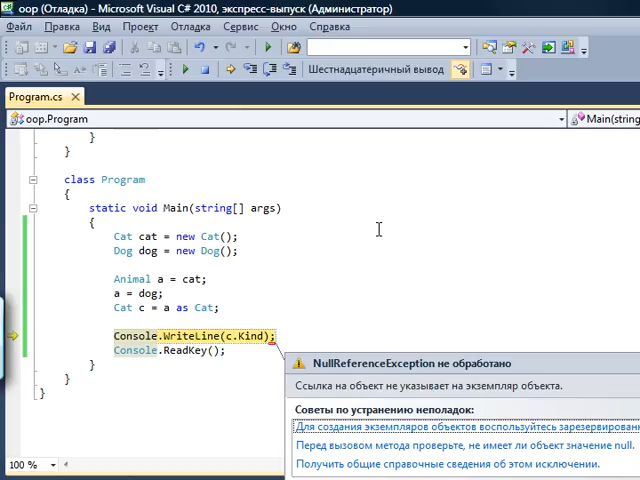 oop (Отладка) - Microsoft Visual C# 2010, экспресс-выпуск (Администратор)
Файл Правка Вид Проект Отладка Сервис Окно Справка
Шестнадцатеричный вывод
Program.cs
oop.Program
Main(string
}
}
class Program
{
static void Main(string[] args)
{
Cat cat = new Cat();
Dog dog = new Dog();
Animal a = cat;
a = dog;
Cat c = a as Cat;
Console.WriteLine(c.Kind);
Console.ReadKey();
}
}
}
NullReferenceException не обработано
Ссылка на объект не указывает на экземпляр объекта.
Советы по устранению неполадок:
Для создания экземпляров объектов воспользуйтесь зарезервирован
Перед вызовом метода проверьте, не имеет ли объект значение null.
Получить общие справочные сведения об этом исключении.
100 %